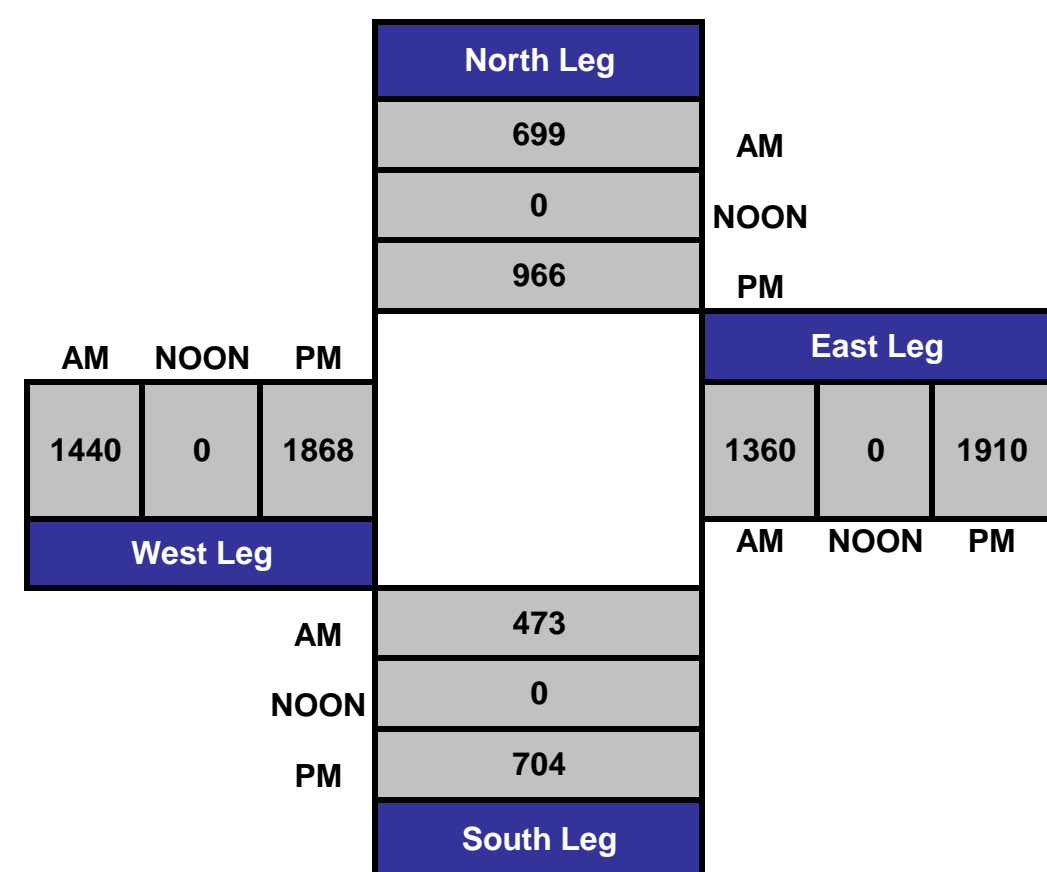 North Leg
699 AM
0 NOON
966 PM
East Leg
AM NOON PM
1440 0 1868 1360 0 1910
West Leg AM NOON PM
AM 473
NOON 0
PM 704
South Leg